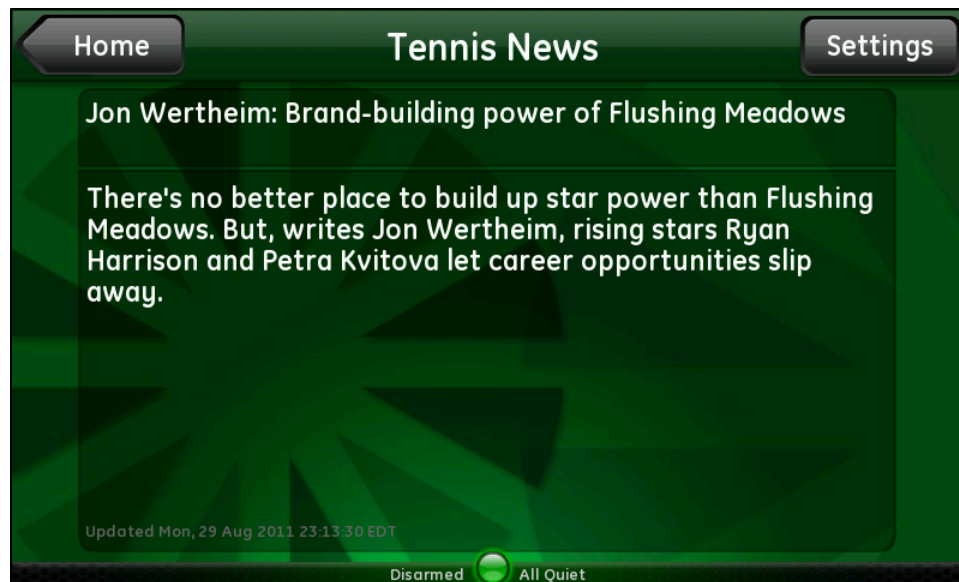 Home
Tennis News
Settings
Jon Wertheim: Brand-building power of Flushing Meadows
There's no better place to build up star power than Flushing
Meadows. But, writes Jon Wertheim, rising stars Ryan
Harrison and Petra Kvitova let career opportunities slip
away.
Updated Mon, 29 Aug 2011 23:13:30 EDT
Disarmed
All Quiet